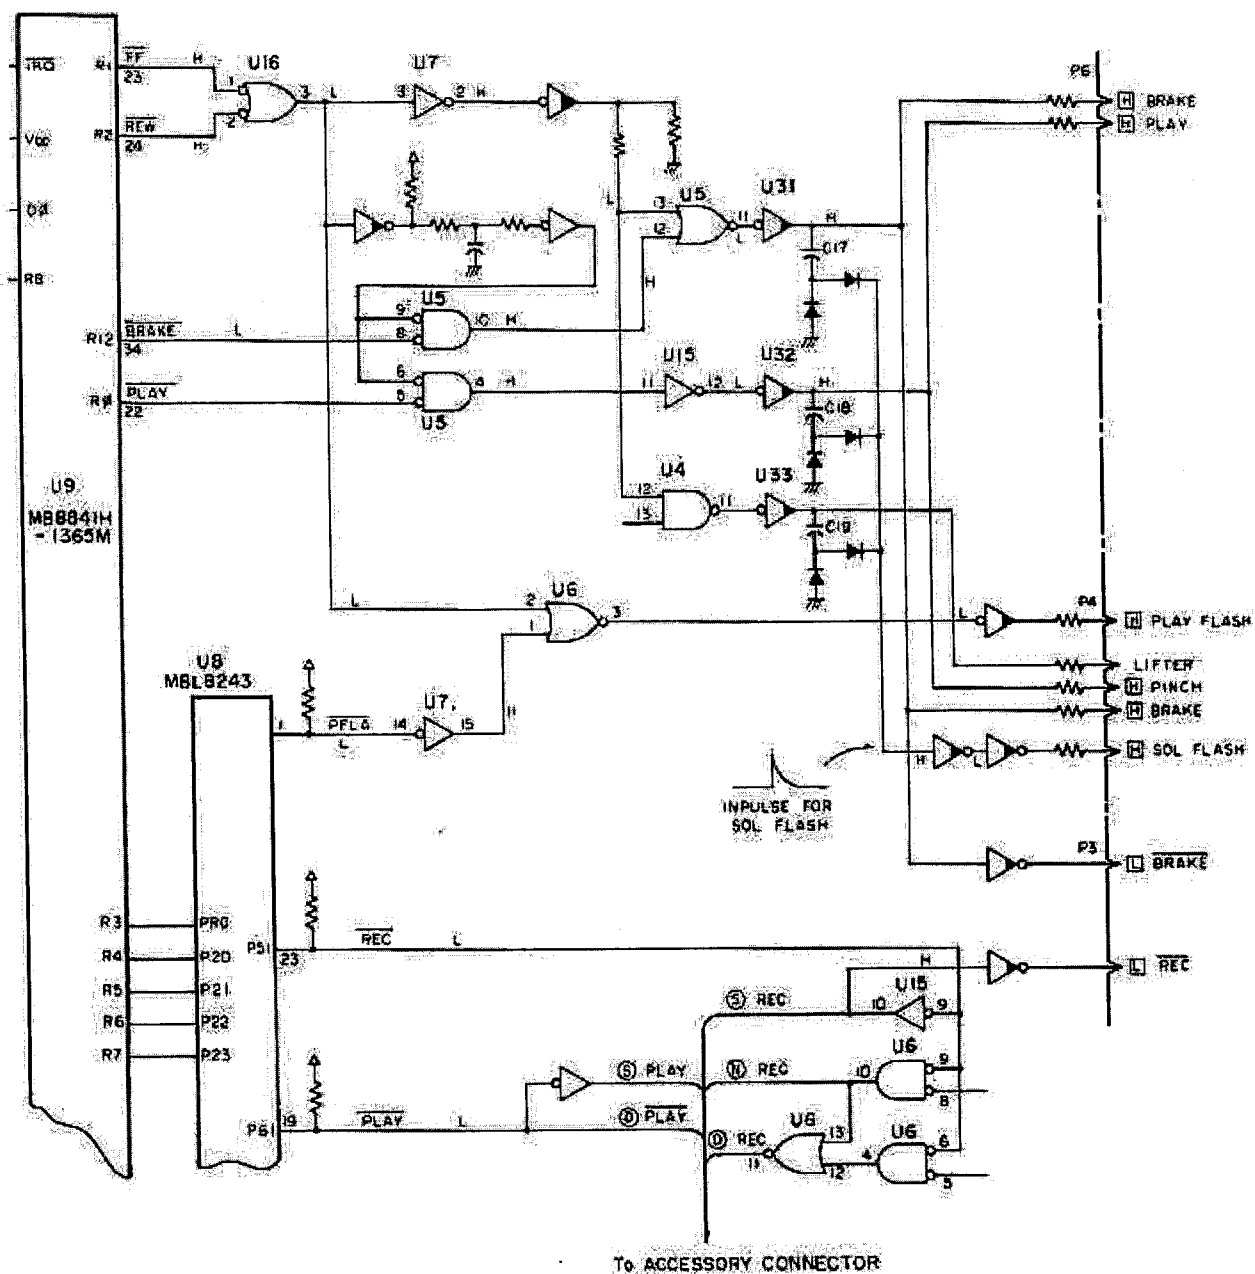 P6
IRQ
R1
FF
23
H
U16
1
2
3
L
U7
3
2
H
H BRAKE
H PLAY
Vcc
R2
REW
24
H
L
U5
13
12
11
L
U31
H
C17
R8
H
R12
BRAKE
34
L
U5
9
8
10
H
U15
11
12
L
U32
H
C18
R0
PLAY
22
6
5
4
H
U5
U9
MB8841H
- 1365M
U4
12
13
11
U33
C19
L
U6
2
1
3
L
P4
H PLAY FLASH
U8
MBL8243
LIFTER
H PINCH
H BRAKE
1
PFLA
L
14
U7
15
H
H
L
H SOL FLASH
INPULSE FOR
SOL FLASH
P3
L BRAKE
R3
PR0
P51
23
REC
L
R4
P20
H
L REC
R5
P21
S REC
10
U15
9
R6
P22
U6
R7
P23
S PLAY
N REC
10
9
8
P61
19
PLAY
L
D PLAY
U6
13
U6
6
D REC
11
12
4
5
To ACCESSORY CONNECTOR